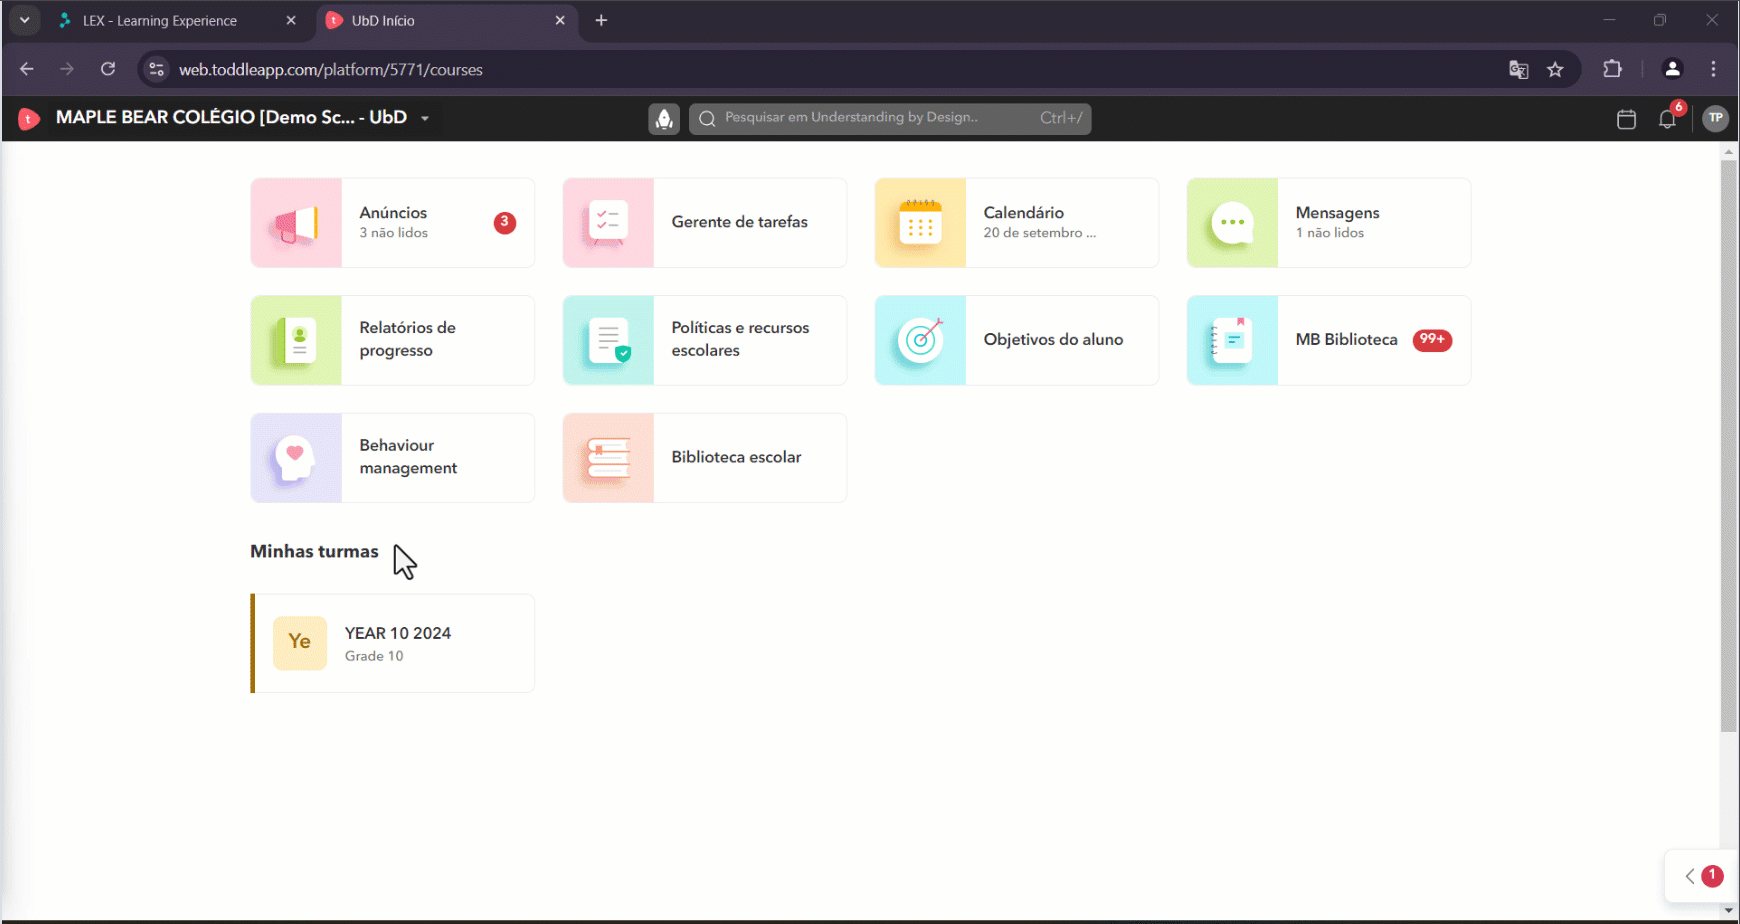 LEX - Learning Experience
UbD Início
web.toddleapp.com/platform/5771/courses
t MAPLE BEAR COLÉGIO [Demo Sc... - UbD
Pesquisar em Understanding by Design.. Ctrl+/
6
TP
Anúncios
3 não lidos
3
Gerente de tarefas
Calendário
20 de setembro ...
Mensagens
1 não lidos
Relatórios de
progresso
Políticas e recursos
escolares
Objetivos do aluno
MB Biblioteca 99+
Behaviour
management
Biblioteca escolar
Minhas turmas
Ye
YEAR 10 2024
Grade 10
1